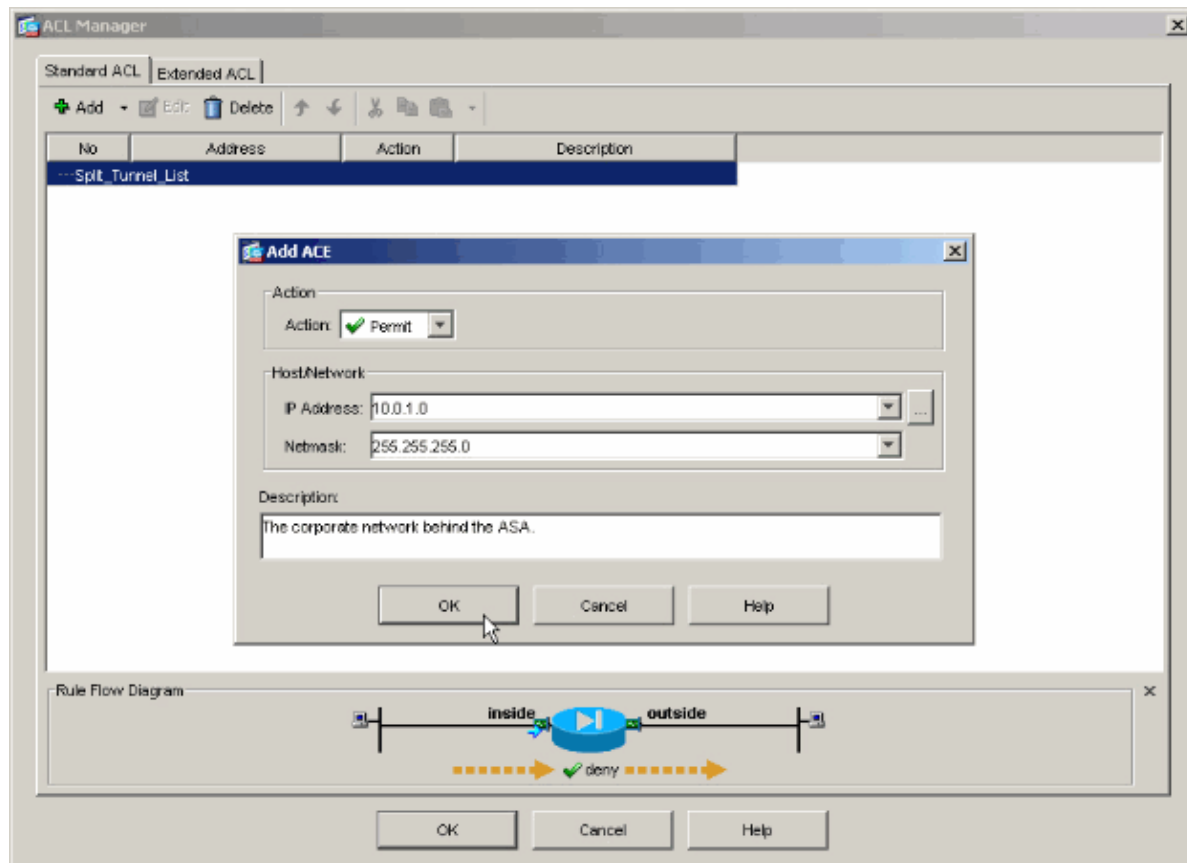 ACL Manager
Standard ACL Extended ACL
Add Edit Delete
No Address Action Description
Split_Tunnel_List
Add ACE
Action
Action: Permit
Host/Network
IP Address: 10.0.1.0 ...
Netmask: 255.255.255.0
Description:
The corporate network behind the ASA.
OK Cancel Help
Rule Flow Diagram
inside outside
deny
OK Cancel Help